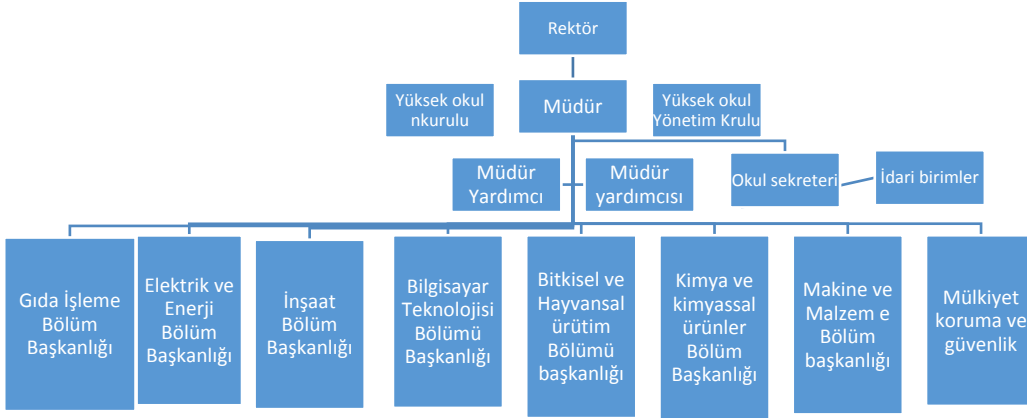 Rektör
Yüksek okul
nkurulu
Müdür
Yüksek okul
Yönetim Krulu
Müdür
Yardımcı
Müdür
yardımcısı
Okul sekreteri
İdari birimler
Gıda İşleme
Bölüm
Başkanlığı
Elektrik ve
Enerji
Bölüm
Başkanlığı
İnşaat
Bölüm
Başkanlığı
Bilgisayar
Teknolojisi
Bölümü
Başkanlığı
Bitkisel ve
Hayvansal
ürütim
Bölümü
başkanlığı
Kimya ve
kimyassal
ürünler
Bölüm
Başkanlığı
Makine ve
Malzem e
Bölüm
başkanlığı
Mülkiyet
koruma ve
güvenlik